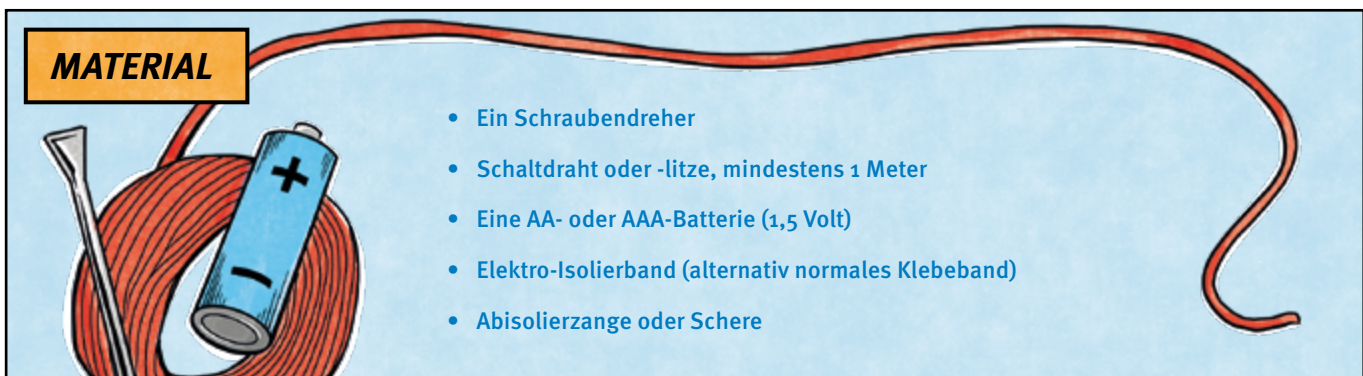 MATERIAL
• Ein Schraubendreher
• Schaltdraht oder -litze, mindestens 1 Meter
• Eine AA- oder AAA-Batterie (1,5 Volt)
• Elektro-Isolierband (alternativ normales Klebeband)
• Abisolierzange oder Schere
+
−